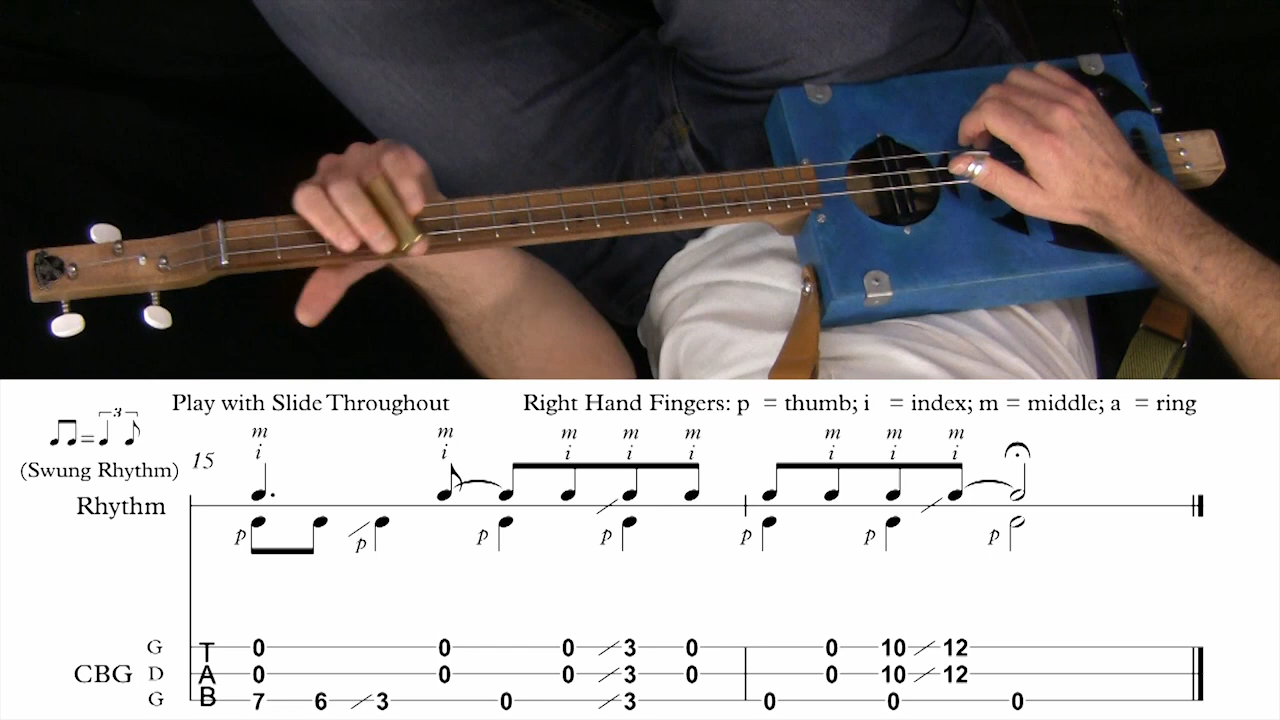 Play with Slide Throughout Right Hand Fingers: p = thumb; i = index; m = middle; a = ring
3
=
(Swung Rhythm) 15
m m m m m m m m
i i i i i i i i
Rhythm
p p p p p p p
G T 0 0 0 3 0 0 10 12
CBG D A 0 0 0 3 0 0 10 12
G B 7 6 3 0 3 0 0 0